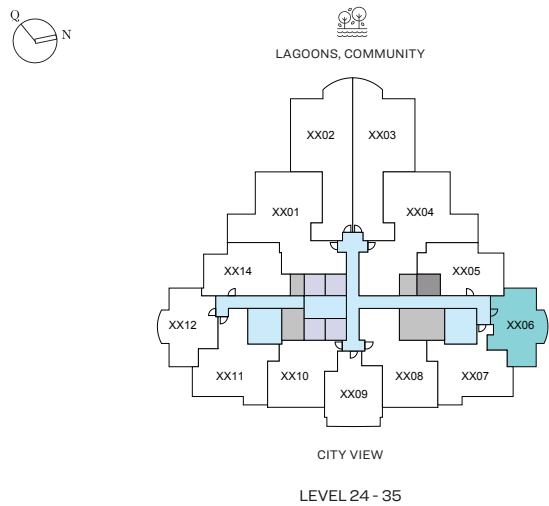 Q
N
LAGOONS, COMMUNITY
XX02 XX03
XX01 XX04
XX14 XX05
XX12 XX06
XX11 XX10 XX09 XX08 XX07
CITY VIEW
LEVEL 24 - 35